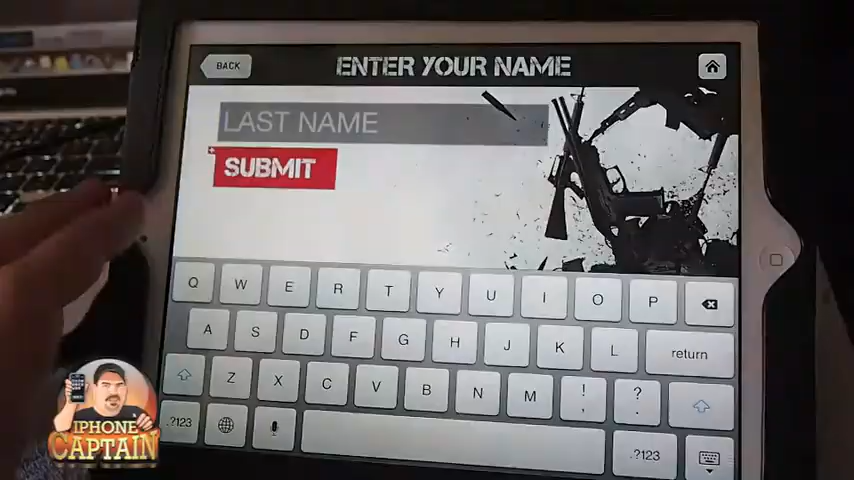 BACK
ENTER YOUR NAME
LAST NAME
SUBMIT
Q W E R T Y U I O P
A S D F G H J K L return
Z X C V B N M ! , ? .
.?123 .?123
IPHONE
CAPTAIN